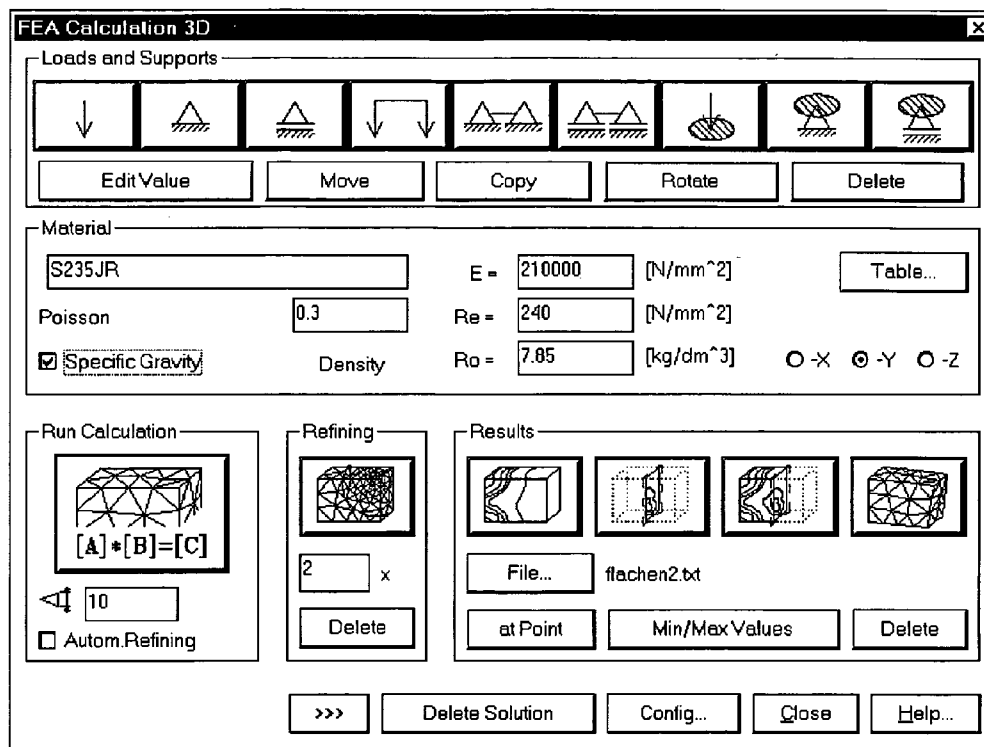 FEA Calculation 3D
Loads and Supports
Edit Value Move Copy Rotate Delete
Material
S235JR E = 210000 [N/mm^2] Table...
Poisson 0.3 Re = 240 [N/mm^2]
Specific Gravity Density Ro = 7.85 [kg/dm^3] -X -Y -Z
Run Calculation Refining Results
[A]*[B]=[C]
2 x File... flachen2.txt
10
Delete at Point Min/Max Values Delete
Autom.Refining
>>> Delete Solution Config... Close Help...